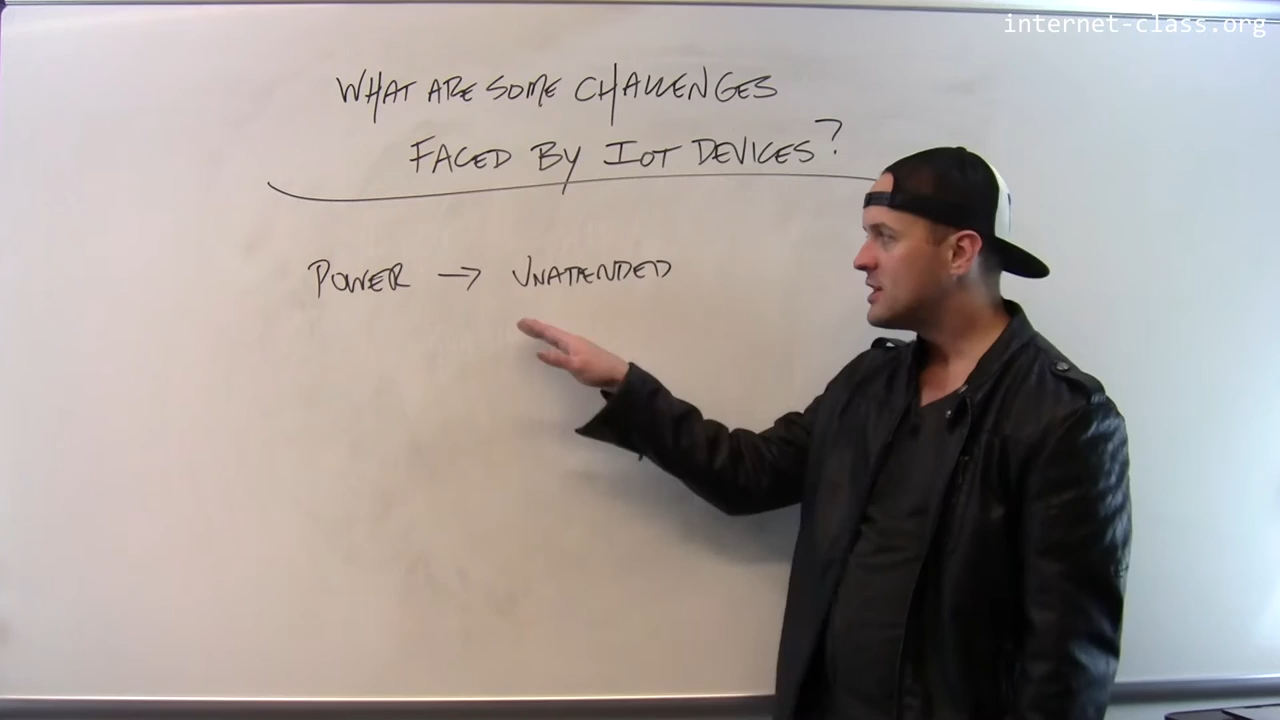 internet-class.org
WHAT ARE SOME CHALLENGES
FACED BY IOT DEVICES?
POWER → UNATTENDED